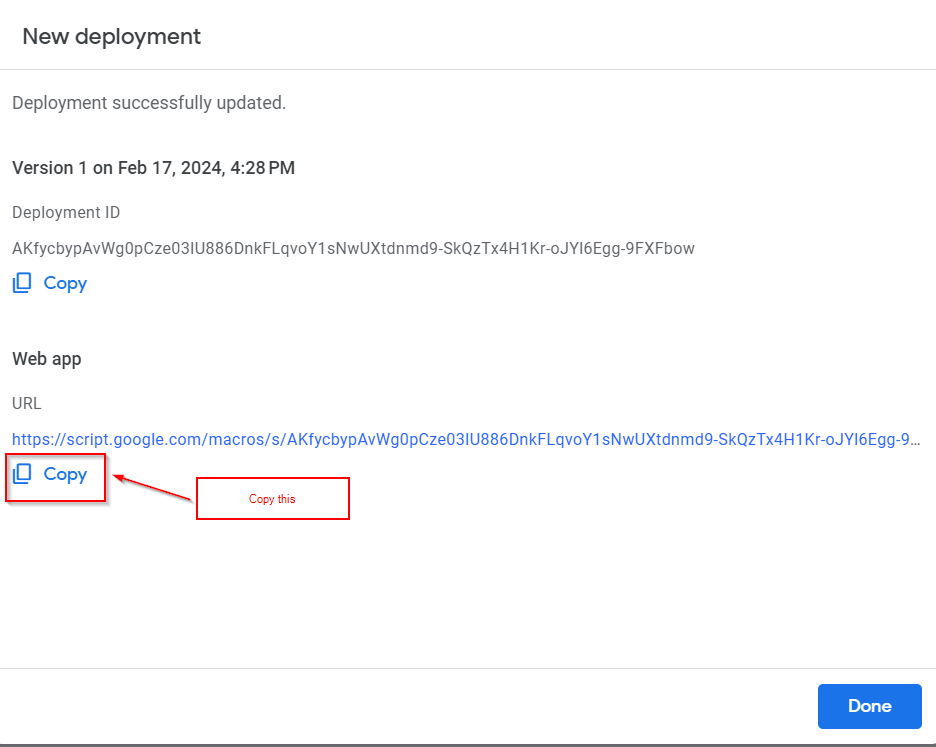 New deployment
Deployment successfully updated.
Version 1 on Feb 17, 2024, 4:28 PM
Deployment ID
AKfycbypAvWg0pCze03IU886DnkFLqvoY1sNwUXtdnmd9-SkQzTx4H1Kr-oJYI6Egg-9FXFbow
Copy
Web app
URL
https://script.google.com/macros/s/AKfycbypAvWg0pCze03IU886DnkFLqvoY1sNwUXtdnmd9-SkQzTx4H1Kr-oJYI6Egg-9...
Copy
Copy this
Done